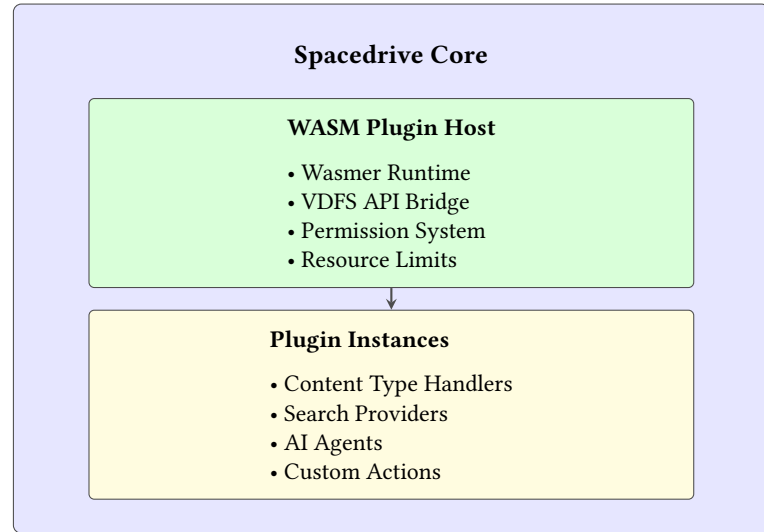 Spacedrive Core
WASM Plugin Host
• Wasmer Runtime
• VDFS API Bridge
• Permission System
• Resource Limits
Plugin Instances
• Content Type Handlers
• Search Providers
• AI Agents
• Custom Actions